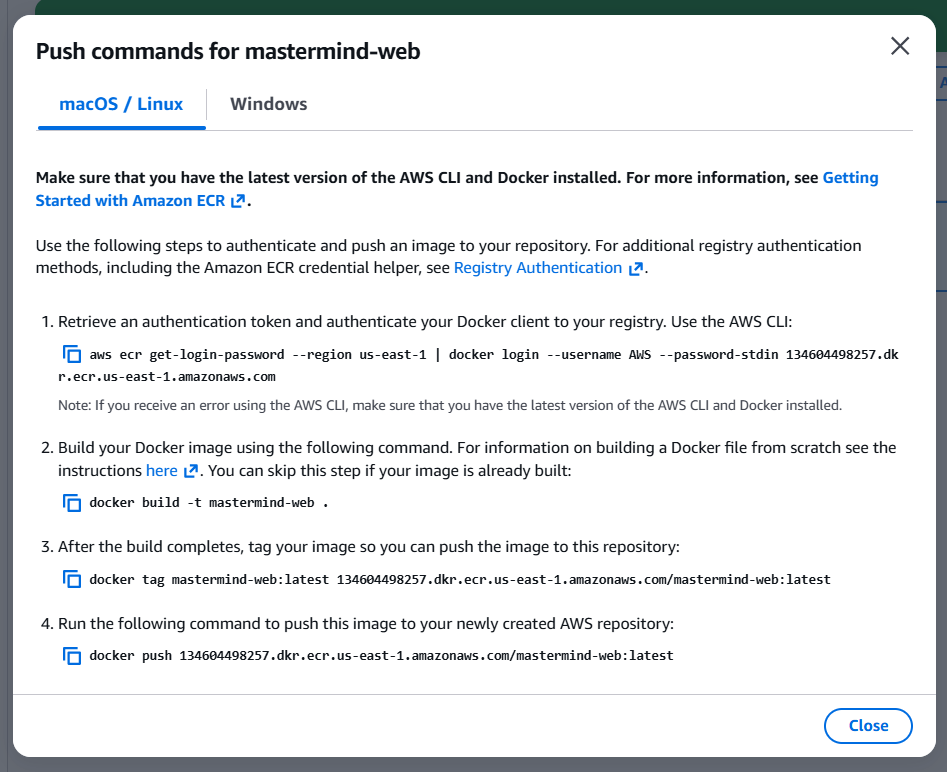 Push commands for mastermind-web
macOS / Linux
Windows
Make sure that you have the latest version of the AWS CLI and Docker installed. For more information, see Getting
Started with Amazon ECR.
Use the following steps to authenticate and push an image to your repository. For additional registry authentication
methods, including the Amazon ECR credential helper, see Registry Authentication.
1. Retrieve an authentication token and authenticate your Docker client to your registry. Use the AWS CLI:
aws ecr get-login-password --region us-east-1 | docker login --username AWS --password-stdin 134604498257.dk
r.ecr.us-east-1.amazonaws.com
Note: If you receive an error using the AWS CLI, make sure that you have the latest version of the AWS CLI and Docker installed.
2. Build your Docker image using the following command. For information on building a Docker file from scratch see the
instructions here. You can skip this step if your image is already built:
docker build -t mastermind-web .
3. After the build completes, tag your image so you can push the image to this repository:
docker tag mastermind-web:latest 134604498257.dkr.ecr.us-east-1.amazonaws.com/mastermind-web:latest
4. Run the following command to push this image to your newly created AWS repository:
docker push 134604498257.dkr.ecr.us-east-1.amazonaws.com/mastermind-web:latest
Close